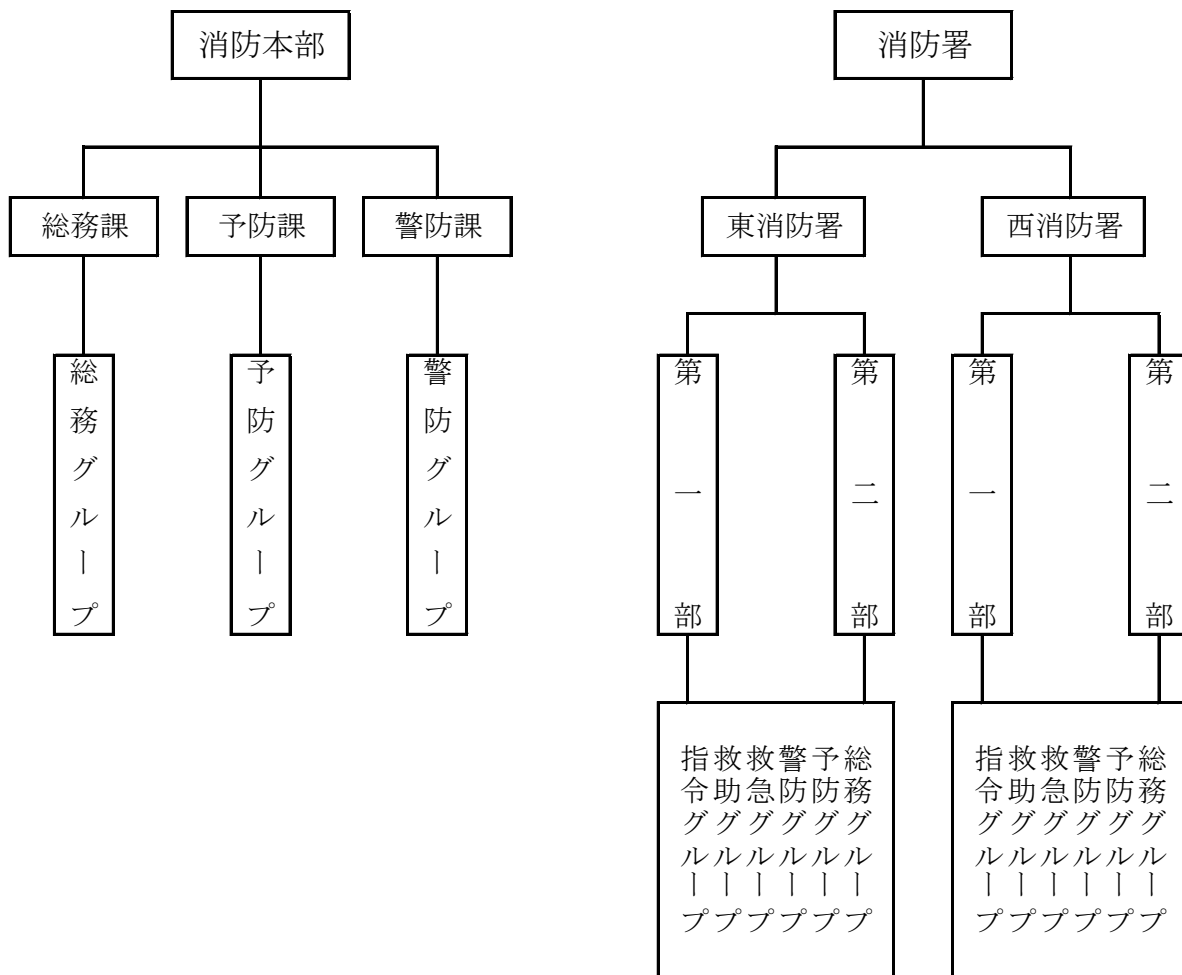 消防本部
消防署
総務課
予防課
警防課
東消防署
西消防署
総務グループ
予防グループ
警防グループ
第一部
第二部
第一部
第二部
総務グループ
予防グループ
警防グループ
救急グループ
救助グループ
指令グループ
総務グループ
予防グループ
警防グループ
救急グループ
救助グループ
指令グループ